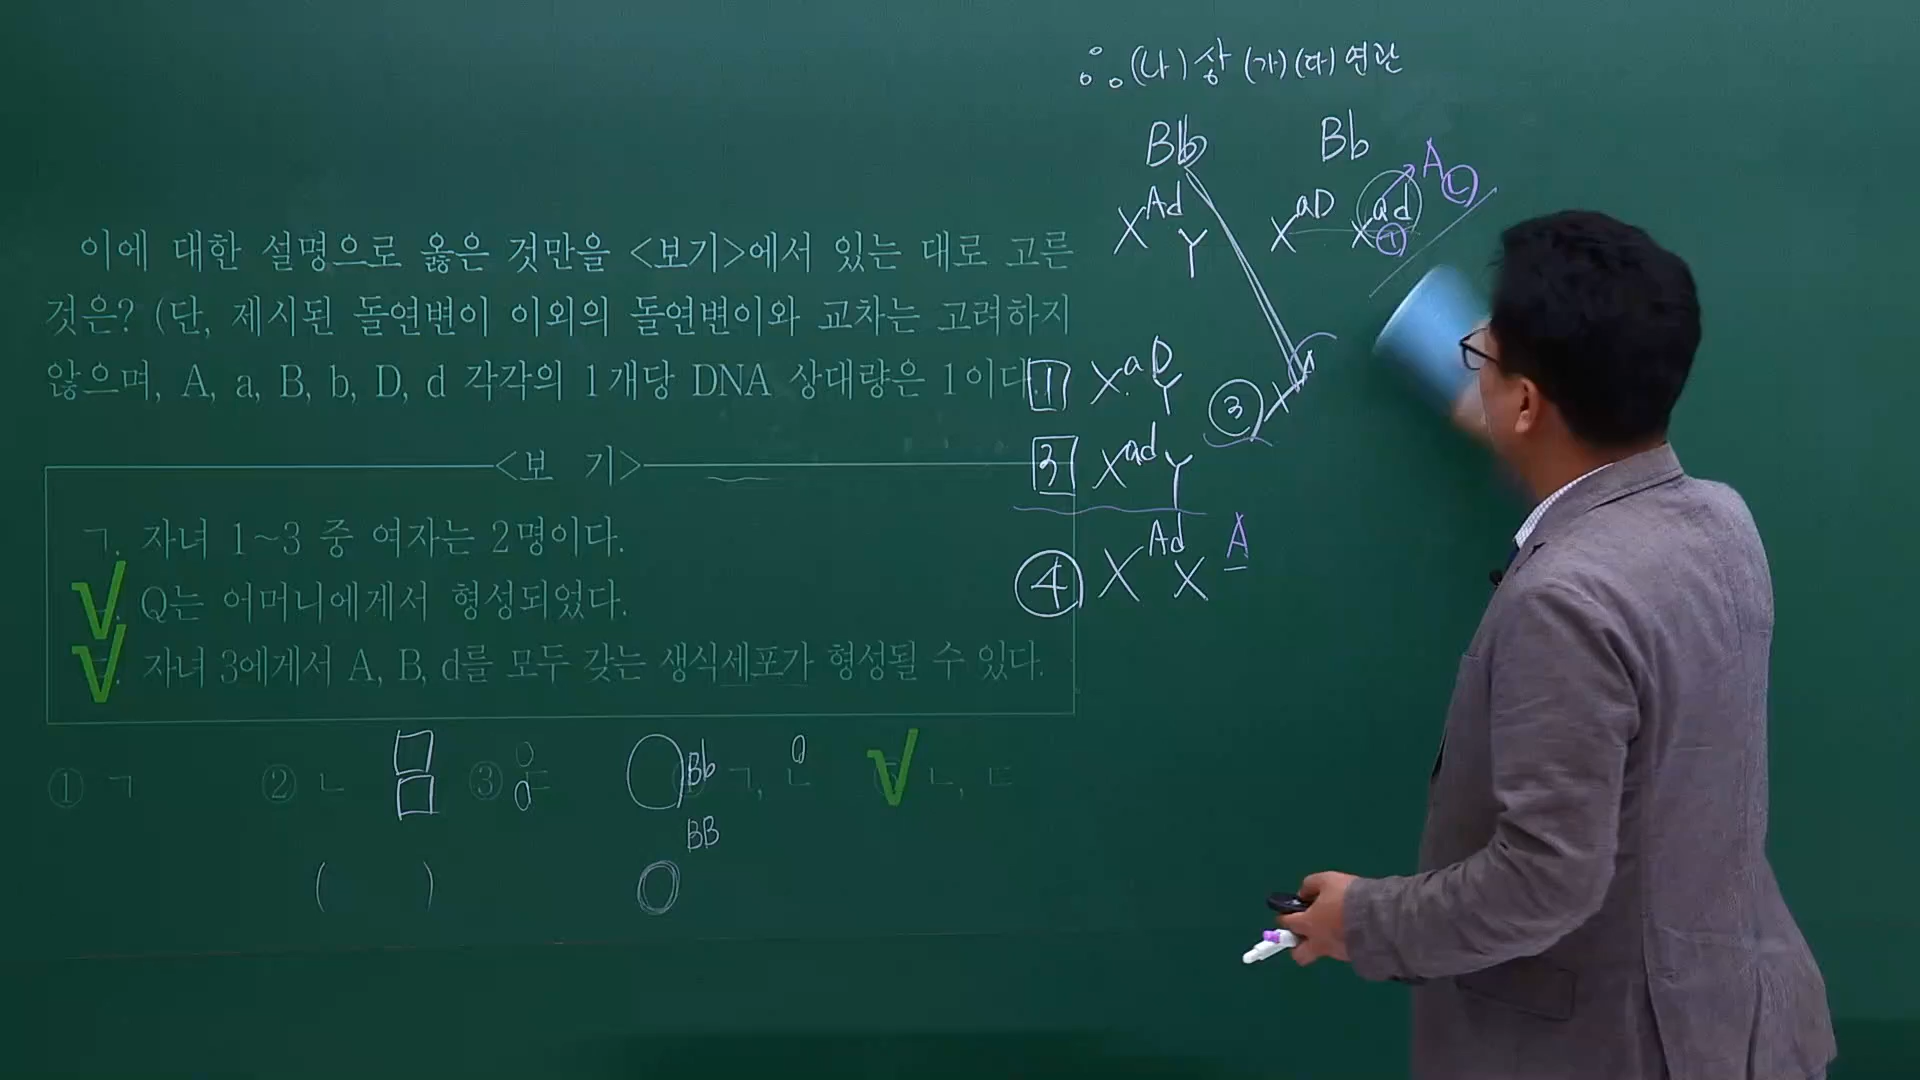 ∴ (나) 상 (가) (다) 연관
Bb Bb
X Ad Y X aD X ad A ㄴ
ㄱ
이에 대한 설명으로 옳은 것만을 <보기>에서 있는 대로 고른
것은? (단, 제시된 돌연변이 이외의 돌연변이와 교차는 고려하지
않으며, A, a, B, b, D, d 각각의 1개당 DNA 상대량은 1이다
1 X aD Y
③ X
3 X ad Y
<보 기>
ㄱ. 자녀 1~3 중 여자는 2명이다.
Q는 어머니에게서 형성되었다.
자녀 3에게서 A, B, d를 모두 갖는 생식세포가 형성될 수 있다.
④ X Ad X A
① ㄱ ② ㄴ ③ ㄷ ㄱ, ㄴ ㄴ, ㄷ
Bb
BB
( )